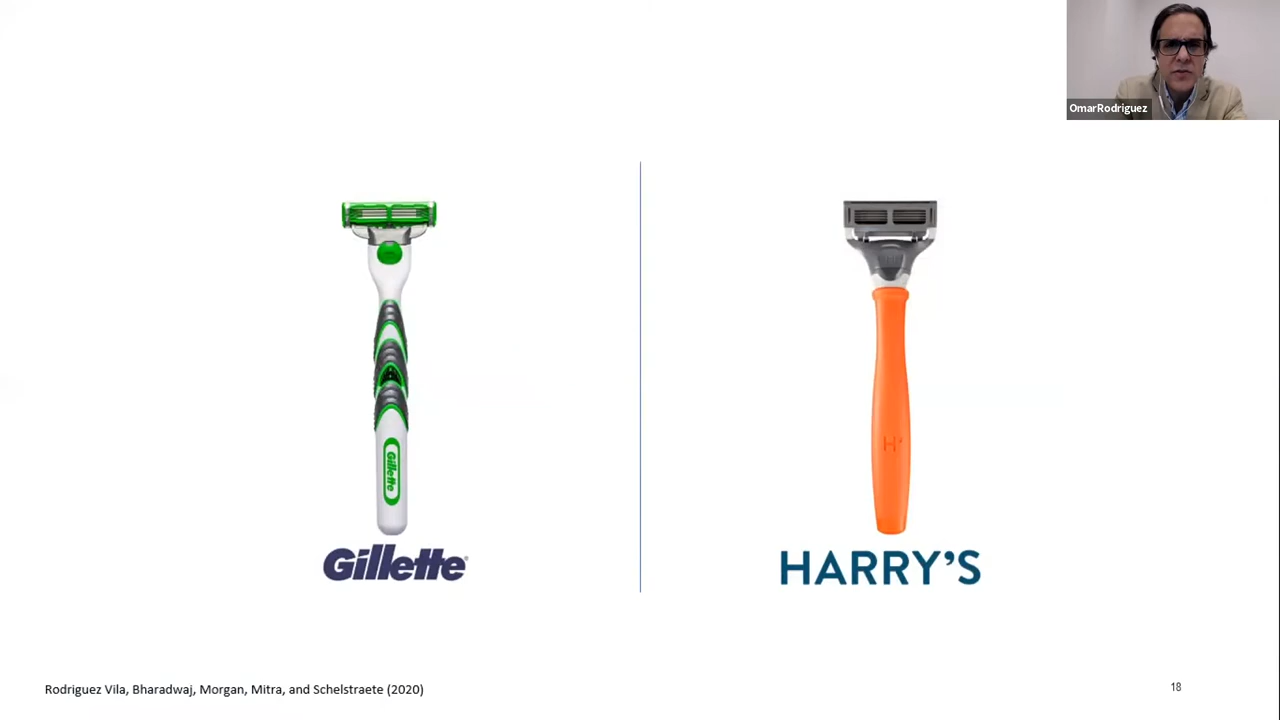 OmarRodriguez
Gillette
H'
Gillette
HARRY'S
Rodriguez Vila, Bharadwaj, Morgan, Mitra, and Schelstraete (2020)
18